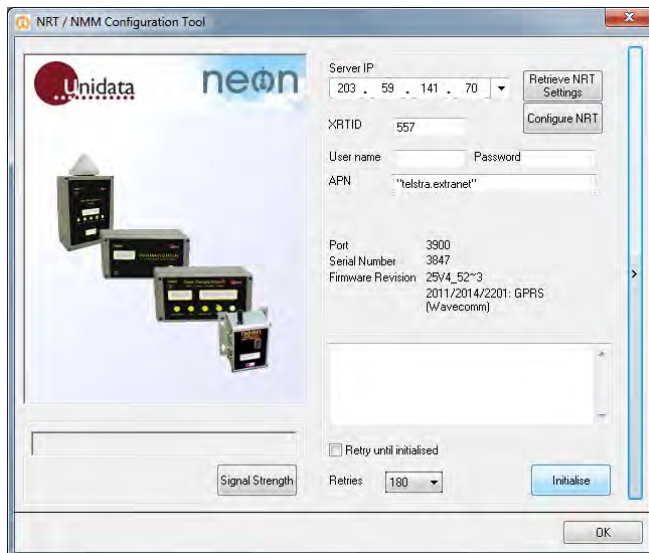 NRT / NMM Configuration Tool
Unidata
neon
Server IP
203 . 59 . 141 . 70
Retrieve NRT
Settings
XRTID 557
Configure NRT
User name Password
APN "telstra.extranet"
Port 3900
Serial Number 3847
Firmware Revision 25V4_52~3
2011/2014/2201: GPRS
(Wavecomm)
Retry until initialised
Signal Strength
Retries 180
Initialise
OK